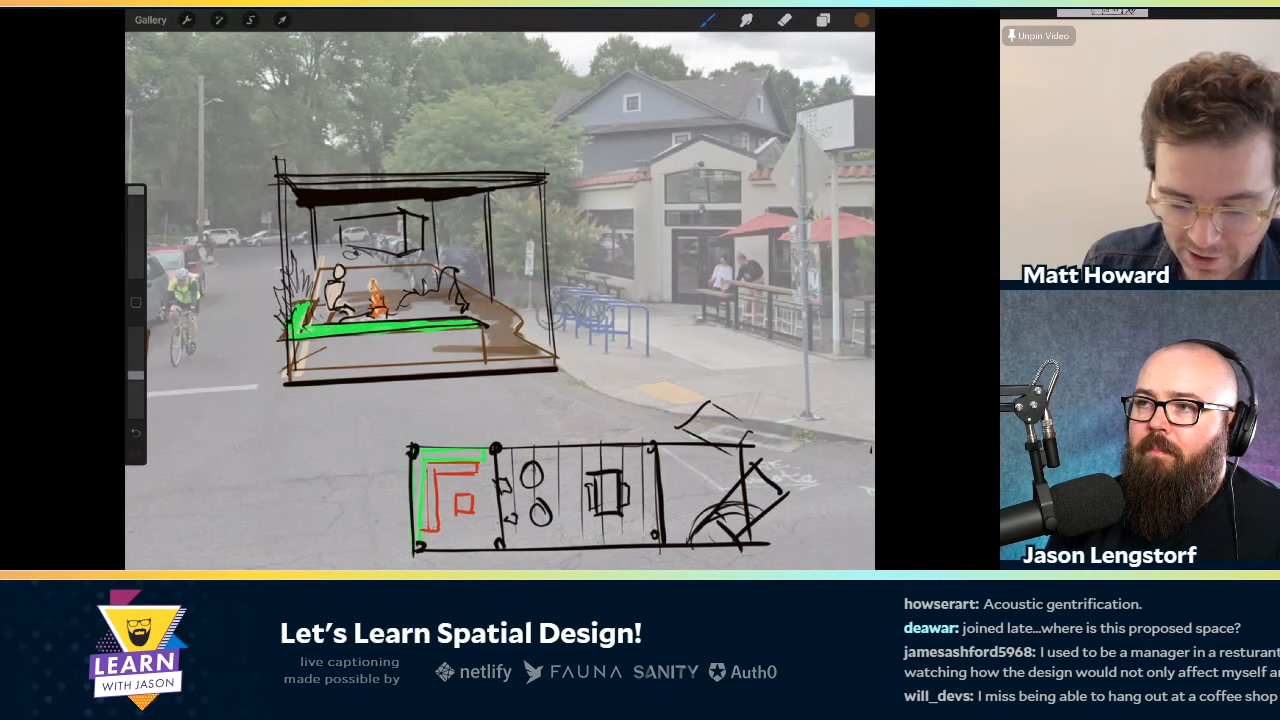 Gallery
Unpin Video
Matt Howard
Jason Lengstorf
LEARN
WITH JASON
Let's Learn Spatial Design!
live captioning
made possible by
netlify
FAUNA
SANITY
Auth0
howserart: Acoustic gentrification.
deawar: joined late...where is this proposed space?
jamesashford5968: I used to be a manager in a resturant
watching how the design would not only affect myself
will_devs: I miss being able to hang out at a coffee shop